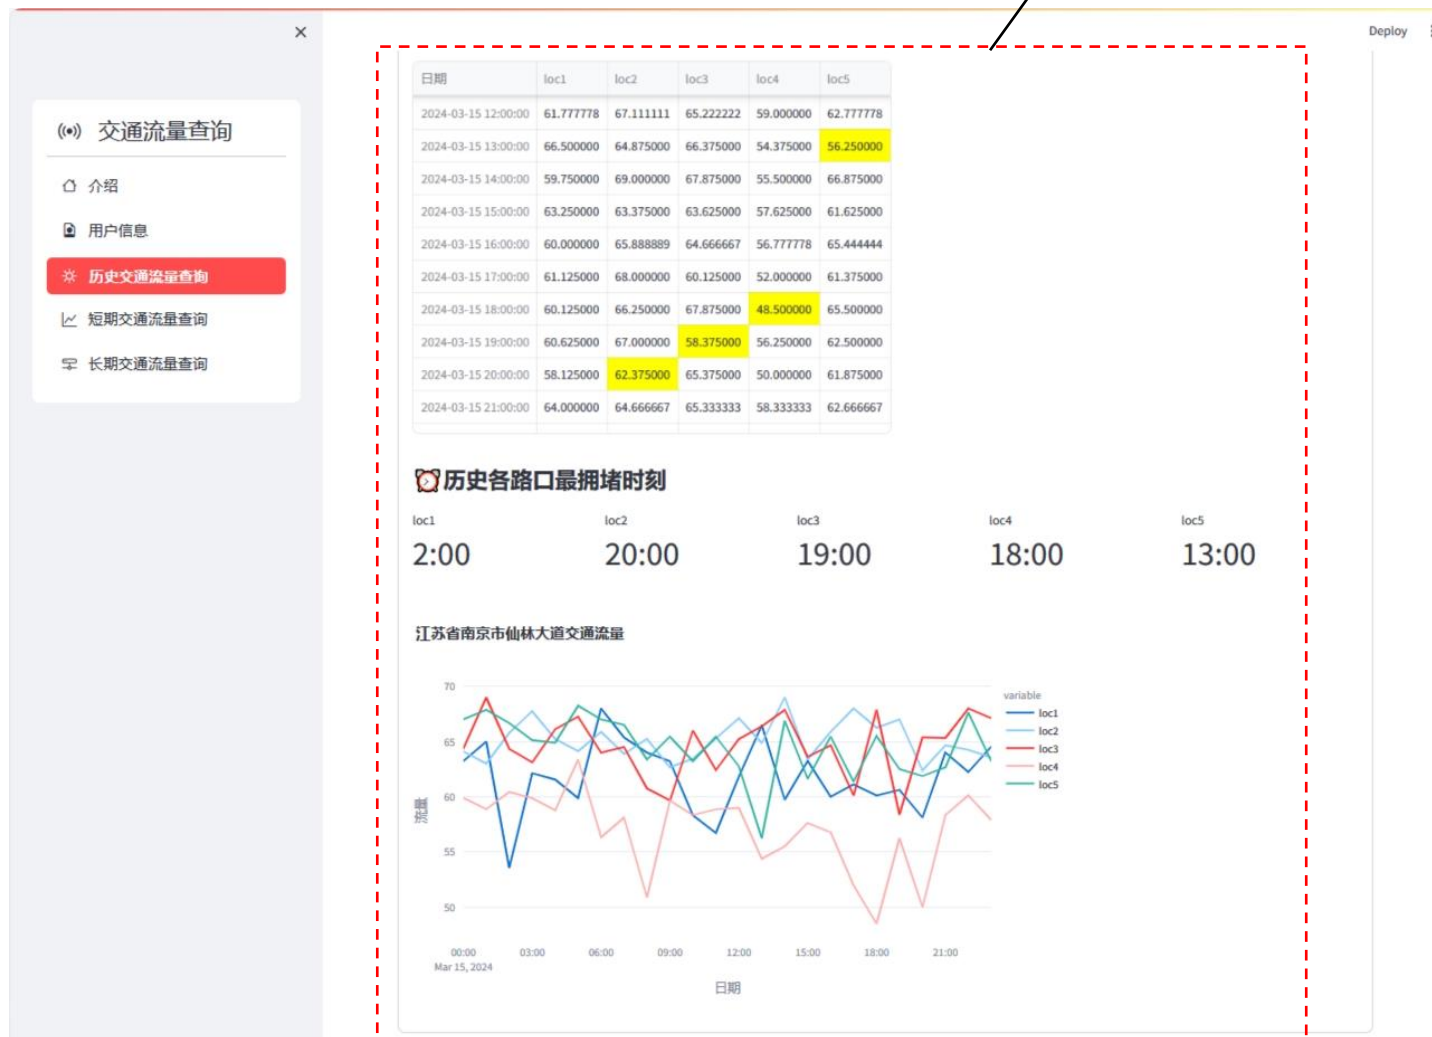 Deploy
交通流量查询
介绍
用户信息
历史交通流量查询
短期交通流量查询
长期交通流量查询
日期 loc1 loc2 loc3 loc4 loc5
2024-03-15 12:00:00 61.777778 67.111111 65.222222 59.000000 62.777778
2024-03-15 13:00:00 66.500000 64.875000 66.375000 54.375000 56.250000
2024-03-15 14:00:00 59.750000 69.000000 67.875000 55.500000 66.875000
2024-03-15 15:00:00 63.250000 63.375000 63.625000 57.625000 61.625000
2024-03-15 16:00:00 60.000000 65.888889 64.666667 56.777778 65.444444
2024-03-15 17:00:00 61.125000 68.000000 60.125000 52.000000 61.375000
2024-03-15 18:00:00 60.125000 66.250000 67.875000 48.500000 65.500000
2024-03-15 19:00:00 60.625000 67.000000 58.375000 56.250000 62.500000
2024-03-15 20:00:00 58.125000 62.375000 65.375000 50.000000 61.875000
2024-03-15 21:00:00 64.000000 64.666667 65.333333 58.333333 62.666667
历史各路口最拥堵时刻
loc1 loc2 loc3 loc4 loc5
2:00 20:00 19:00 18:00 13:00
江苏省南京市仙林大道交通流量
70
65
60
55
50
流量
00:00 03:00 06:00 09:00 12:00 15:00 18:00 21:00
Mar 15, 2024
日期
variable
loc1
loc2
loc3
loc4
loc5